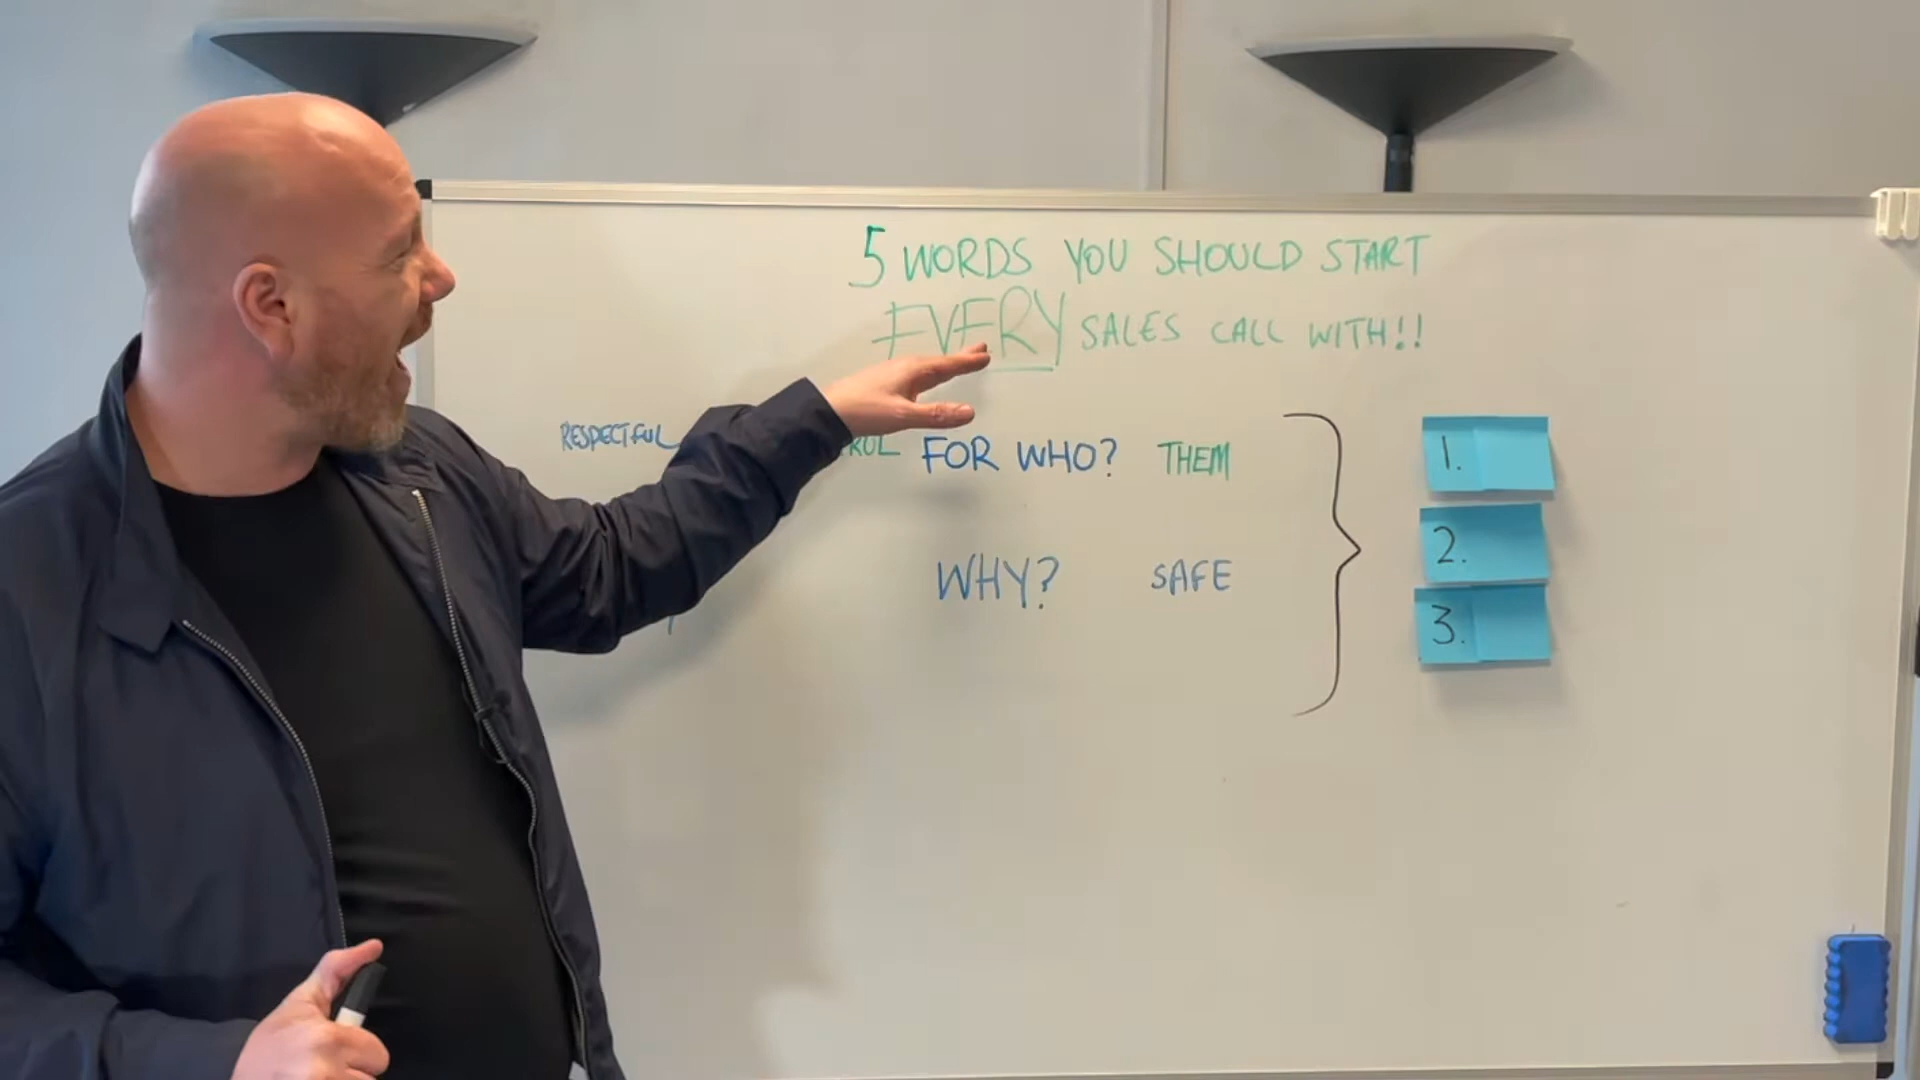 5 WORDS YOU SHOULD START
EVERY SALES CALL WITH!!
RESPECTFUL FOR WHO? THEM
WHY? SAFE
1.
2.
3.